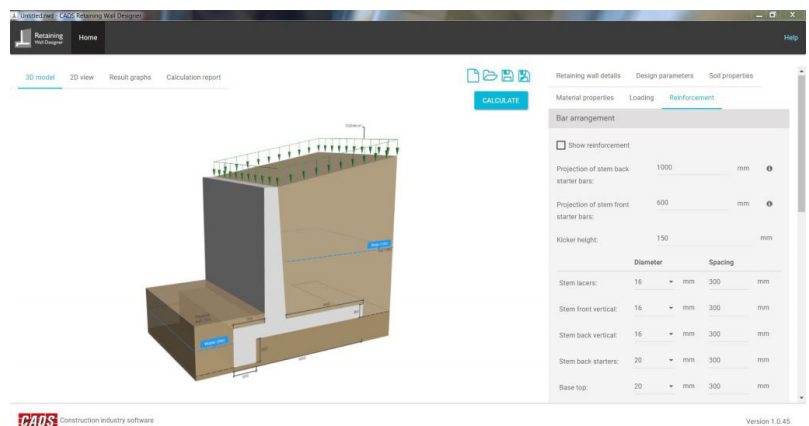 Untitled.rwd - CADS Retaining Wall Designer
Retaining
Wall Designer
Home
Help
3D model
2D view
Result graphs
Calculation report
CALCULATE
Retaining wall details
Design parameters
Soil properties
Material properties
Loading
Reinforcement
Bar arrangement
Show reinforcement
Projection of stem back
starter bars:
1000
mm
Projection of stem front
starter bars:
600
mm
Kicker height:
150
mm
Diameter
Spacing
Stem lacers:
16
mm
300
mm
Stem front vertical:
16
mm
300
mm
Stem back vertical:
16
mm
300
mm
Stem back starters:
20
mm
300
mm
Base top:
20
mm
300
mm
CADS
Construction industry software
Version 1.0.45